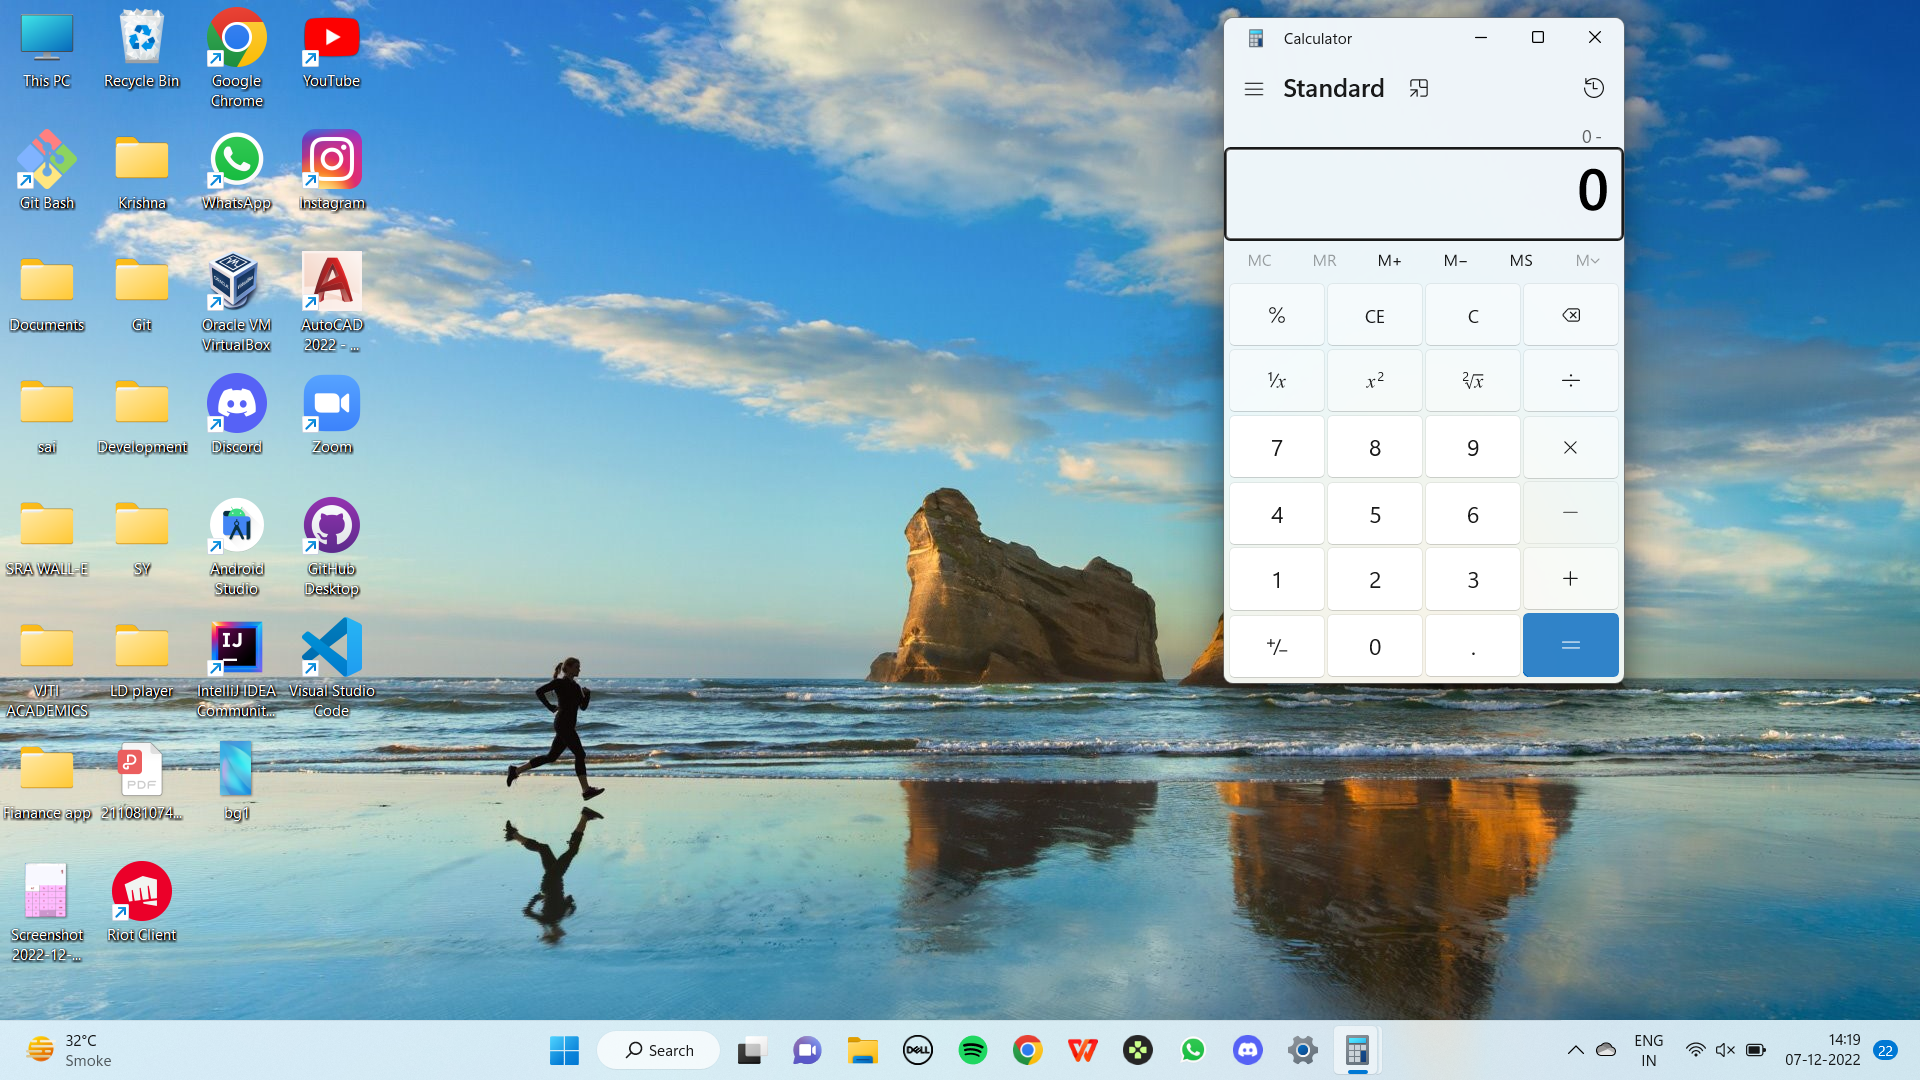 This PC
Recycle Bin
Google
Chrome
YouTube
Git Bash
Krishna
WhatsApp
Instagram
Documents
Git
Oracle VM
VirtualBox
AutoCAD
2022 - ...
sai
Development
Discord
Zoom
SRA WALL-E
SY
Android
Studio
GitHub
Desktop
VJTI
ACADEMICS
LD player
IntelliJ IDEA
Communit...
Visual Studio
Code
Fianance app
PDF
211081074...
bg1
Screenshot
2022-12-...
Riot Client
Calculator
Standard
0 -
0
MC MR M+ M− MS M
% CE C
1/x x² ²√x ÷
7 8 9 ×
4 5 6 −
1 2 3 +
+/− 0 . =
32°C
Smoke
Search
DELL
ENG
IN
14:19
07-12-2022
22